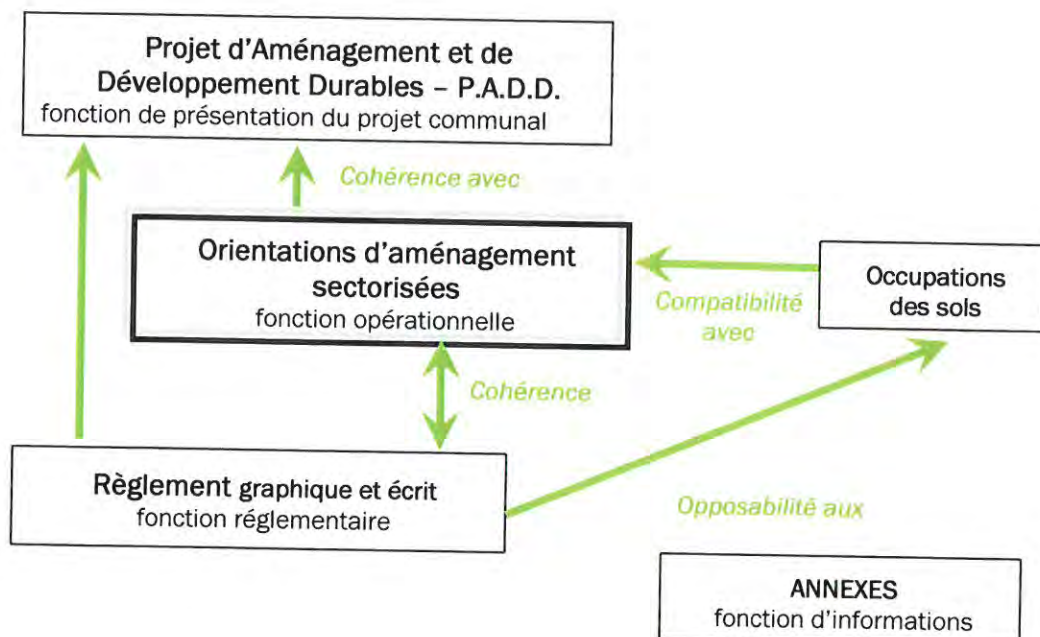 Projet d'Aménagement et de
Développement Durables – P.A.D.D.
fonction de présentation du projet communal
Cohérence avec
Orientations d'aménagement
sectorisées
fonction opérationnelle
Compatibilité
avec
Occupations
des sols
Cohérence
Règlement graphique et écrit
fonction réglementaire
Opposabilité aux
ANNEXES
fonction d'informations